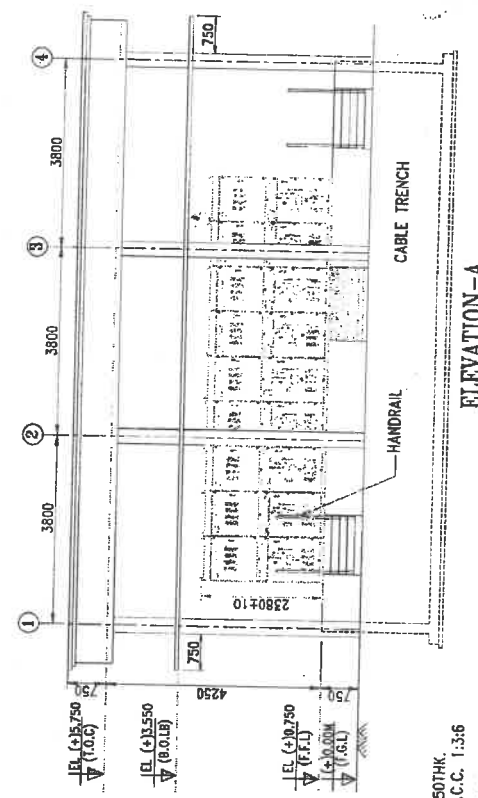 1 2 3 4
3800 3800 3800
750
EL (+)5.750
(T.O.C)
750
EL (+)3.550
(B.O.LB)
4250
750
2380±10
EL (+)0.750
(F.F.L)
750
(+)0.00M
(F.G.L)
HANDRAIL
CABLE TRENCH
50THK.
.C.C. 1:3:6
ELEVATION-A